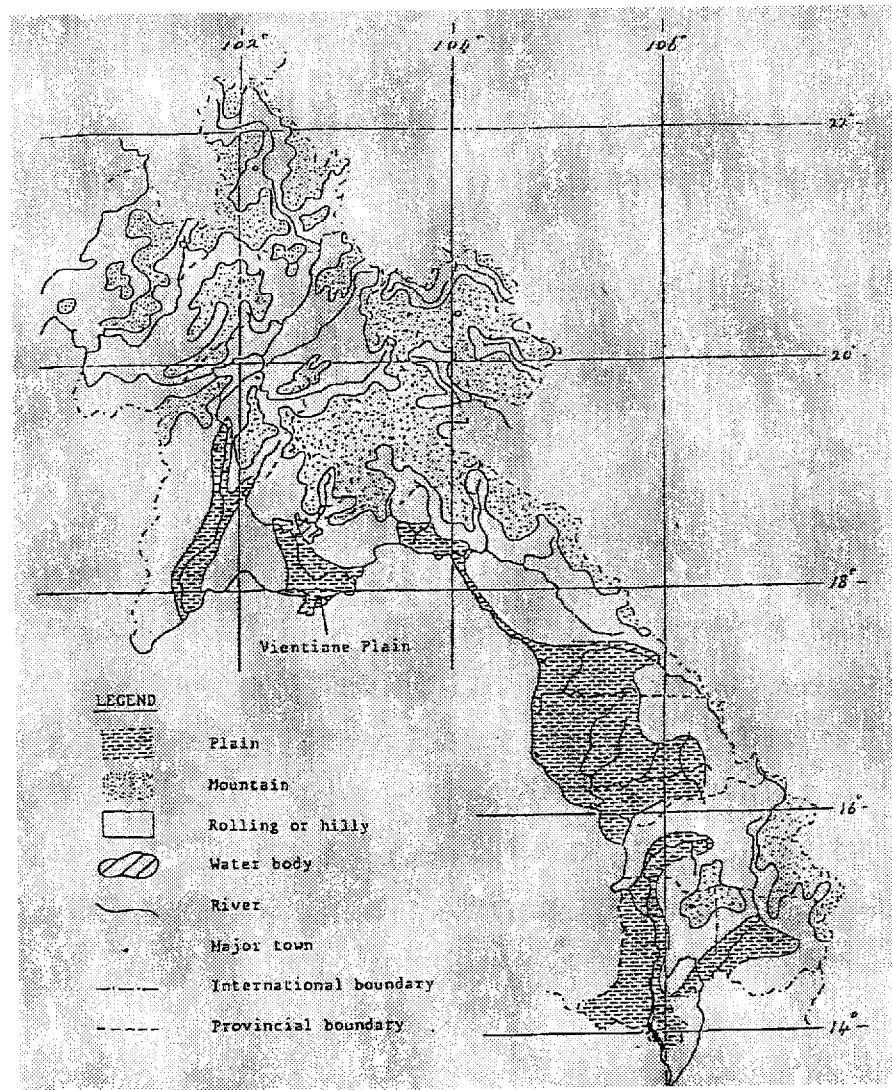 102°
104°
106°
22°
20°
18°
Vientiane Plain
LEGEND
Plain
Mountain
Rolling or hilly
Water body
River
Major town
International boundary
Provincial boundary
16°
14°